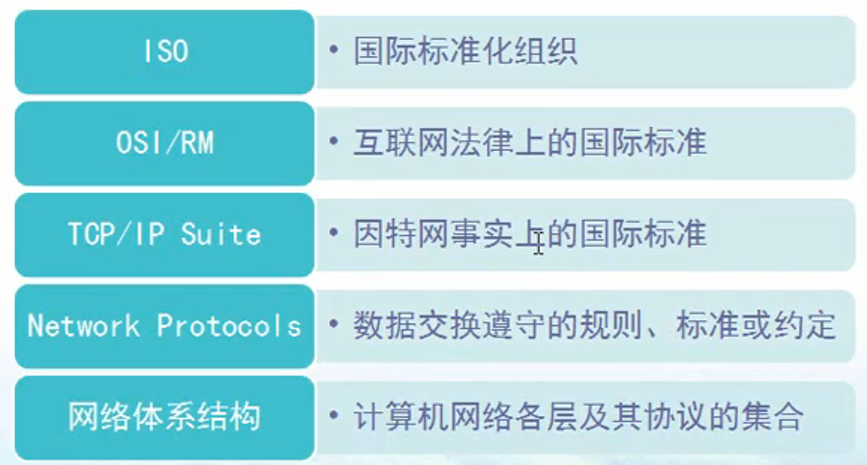 ISO
• 国际标准化组织
OSI/RM
• 互联网法律上的国际标准
TCP/IP Suite
• 因特网事实上的国际标准
Network Protocols
• 数据交换遵守的规则、标准或约定
网络体系结构
• 计算机网络各层及其协议的集合